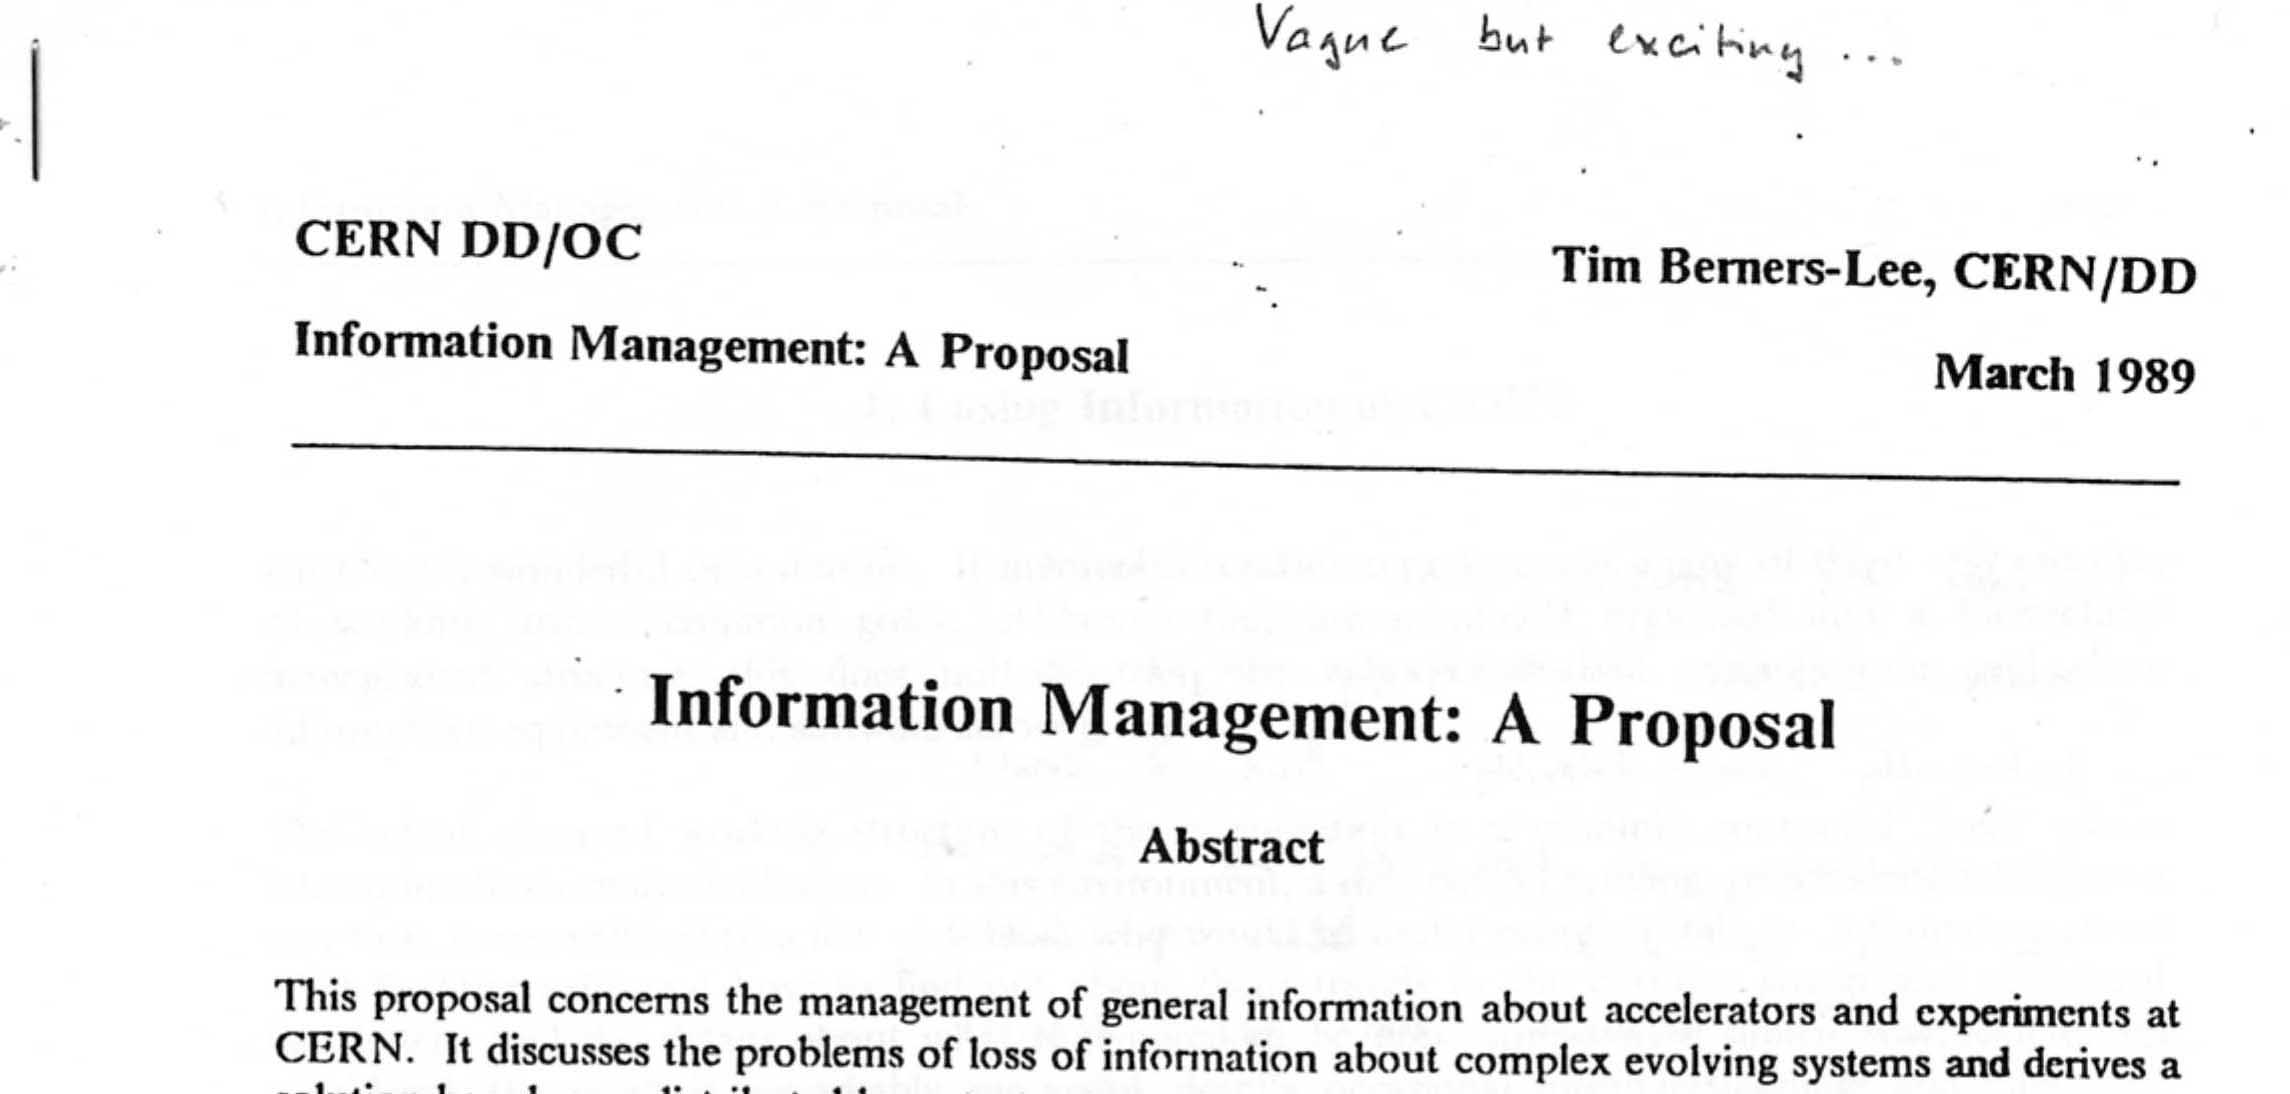 Vague but exciting ...
CERN DD/OC
Tim Berners-Lee, CERN/DD
Information Management: A Proposal
March 1989
Information Management: A Proposal
Abstract
This proposal concerns the management of general information about accelerators and experiments at
CERN. It discusses the problems of loss of information about complex evolving systems and derives a